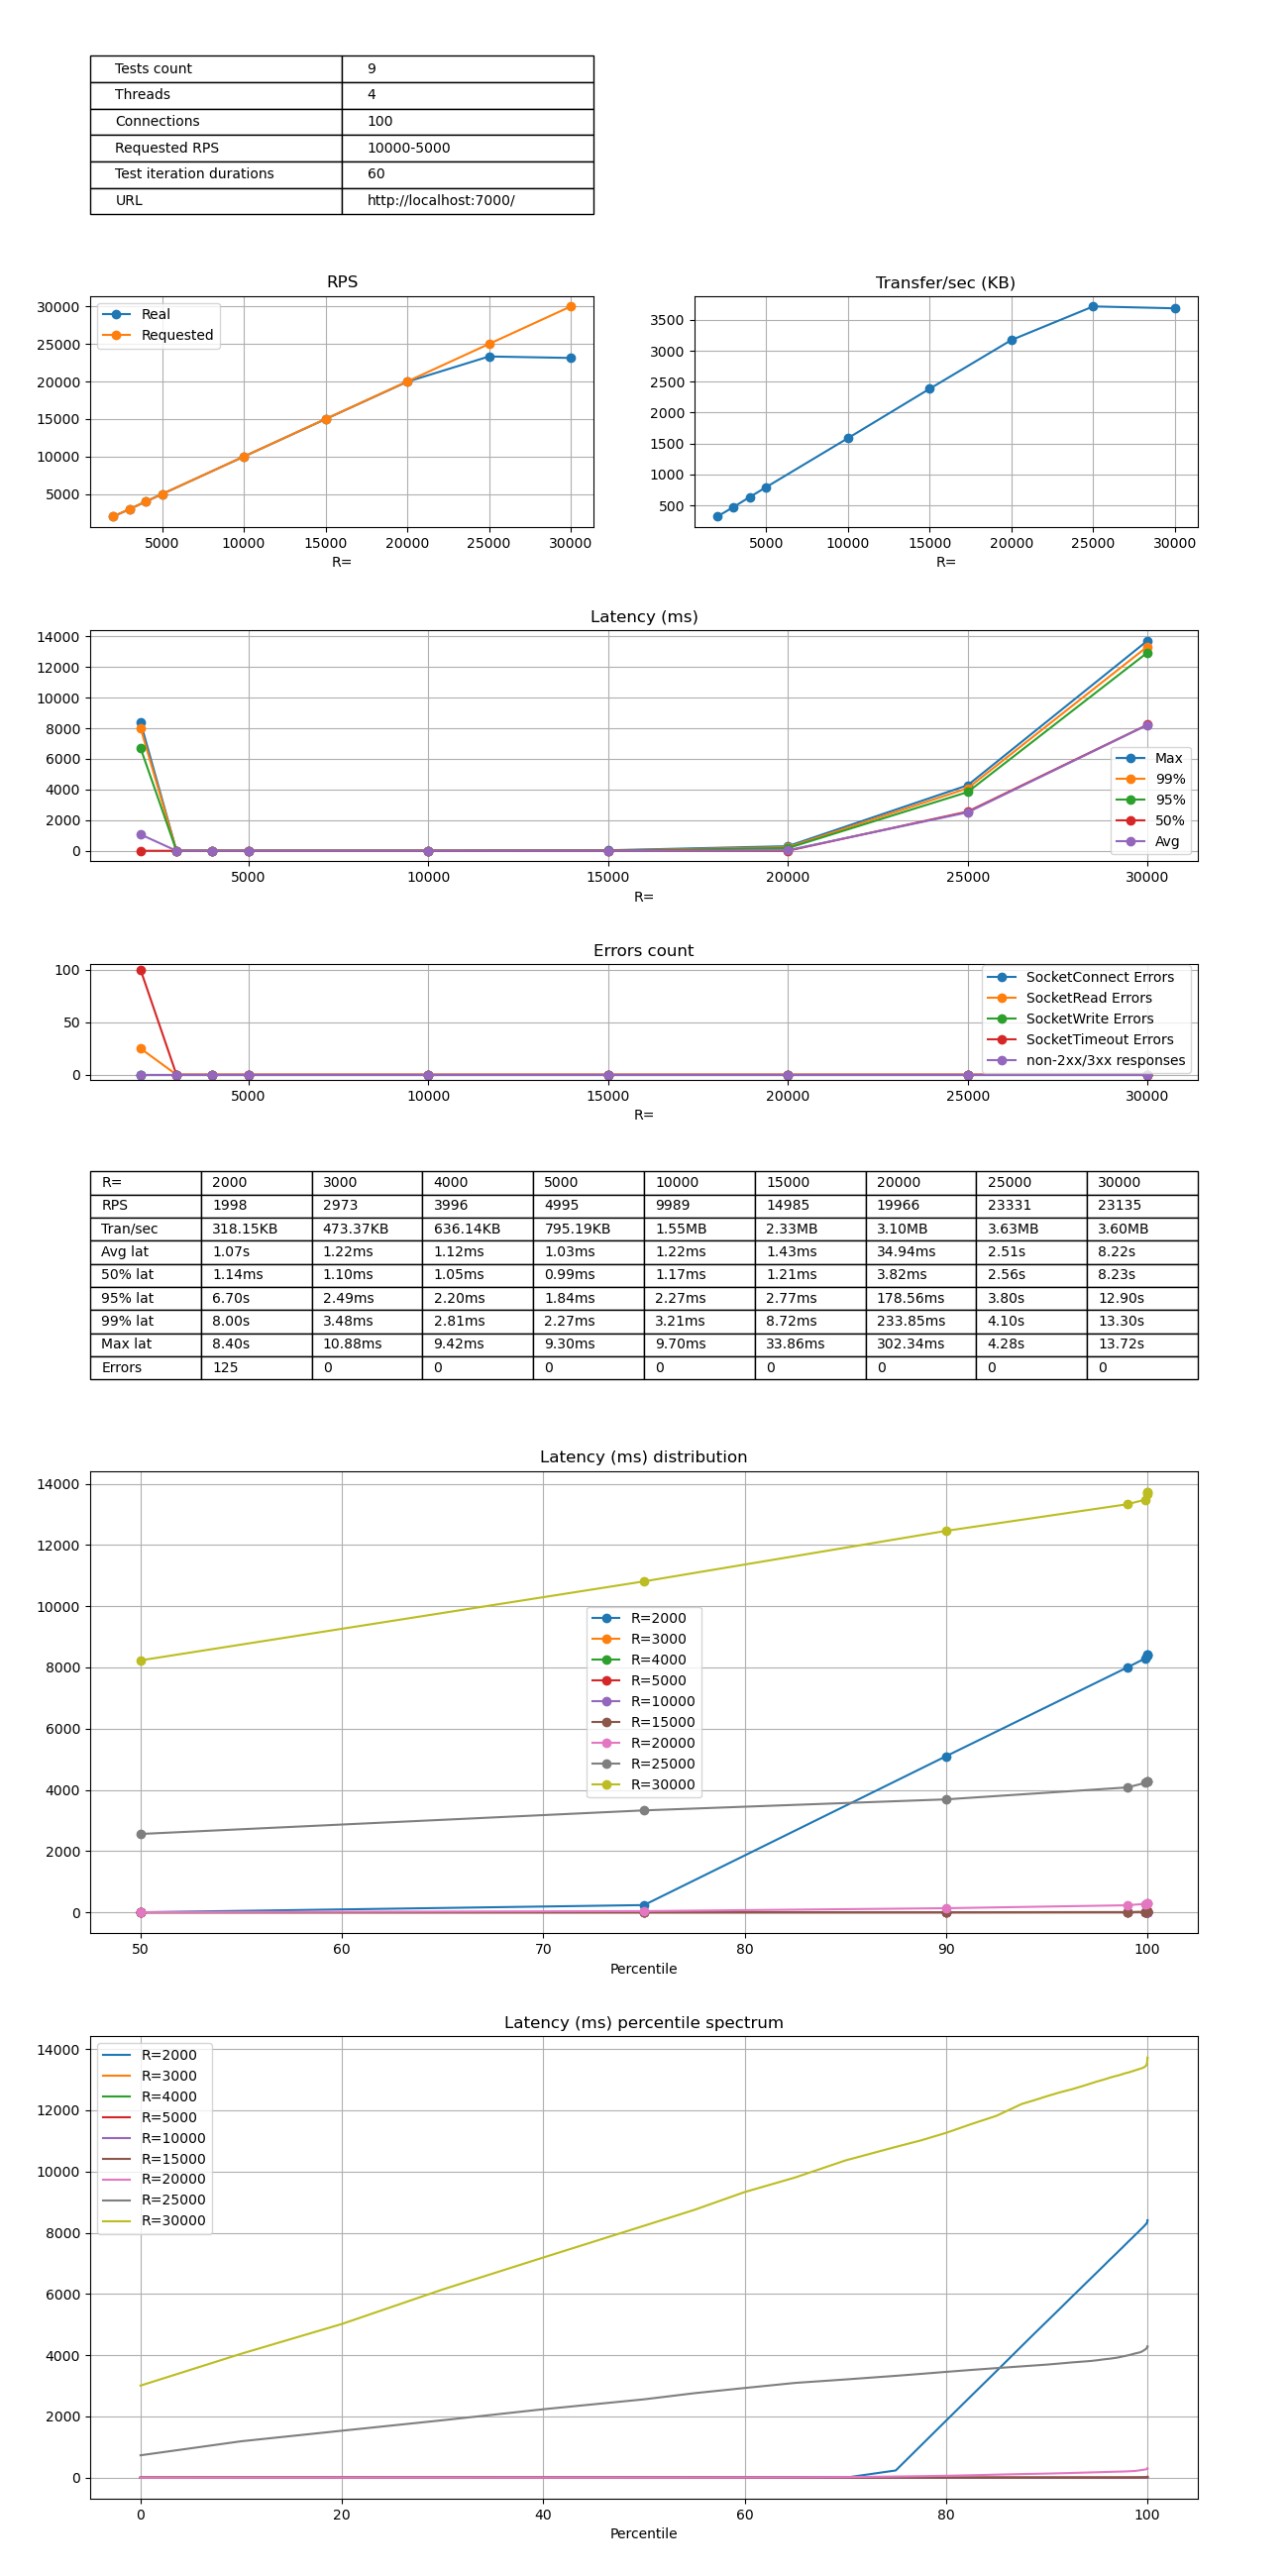 Tests count 9
Threads 4
Connections 100
Requested RPS 10000-5000
Test iteration durations 60
URL http://localhost:7000/
RPS
30000
25000
20000
15000
10000
5000
Real
Requested
5000 10000 15000 20000 25000 30000
R=
Transfer/sec (KB)
3500
3000
2500
2000
1500
1000
500
5000 10000 15000 20000 25000 30000
R=
Latency (ms)
14000
12000
10000
8000
6000
4000
2000
0
Max
99%
95%
50%
Avg
5000 10000 15000 20000 25000 30000
R=
Errors count
100
50
0
SocketConnect Errors
SocketRead Errors
SocketWrite Errors
SocketTimeout Errors
non-2xx/3xx responses
5000 10000 15000 20000 25000 30000
R=
R= 2000 3000 4000 5000 10000 15000 20000 25000 30000
RPS 1998 2973 3996 4995 9989 14985 19966 23331 23135
Tran/sec 318.15KB 473.37KB 636.14KB 795.19KB 1.55MB 2.33MB 3.10MB 3.63MB 3.60MB
Avg lat 1.07s 1.22ms 1.12ms 1.03ms 1.22ms 1.43ms 34.94ms 2.51s 8.22s
50% lat 1.14ms 1.10ms 1.05ms 0.99ms 1.17ms 1.21ms 3.82ms 2.56s 8.23s
95% lat 6.70s 2.49ms 2.20ms 1.84ms 2.27ms 2.77ms 178.56ms 3.80s 12.90s
99% lat 8.00s 3.48ms 2.81ms 2.27ms 3.21ms 8.72ms 233.85ms 4.10s 13.30s
Max lat 8.40s 10.88ms 9.42ms 9.30ms 9.70ms 33.86ms 302.34ms 4.28s 13.72s
Errors 125 0 0 0 0 0 0 0 0
Latency (ms) distribution
14000
12000
10000
8000
6000
4000
2000
0
R=2000
R=3000
R=4000
R=5000
R=10000
R=15000
R=20000
R=25000
R=30000
50 60 70 80 90 100
Percentile
Latency (ms) percentile spectrum
14000
12000
10000
8000
6000
4000
2000
0
R=2000
R=3000
R=4000
R=5000
R=10000
R=15000
R=20000
R=25000
R=30000
0 20 40 60 80 100
Percentile